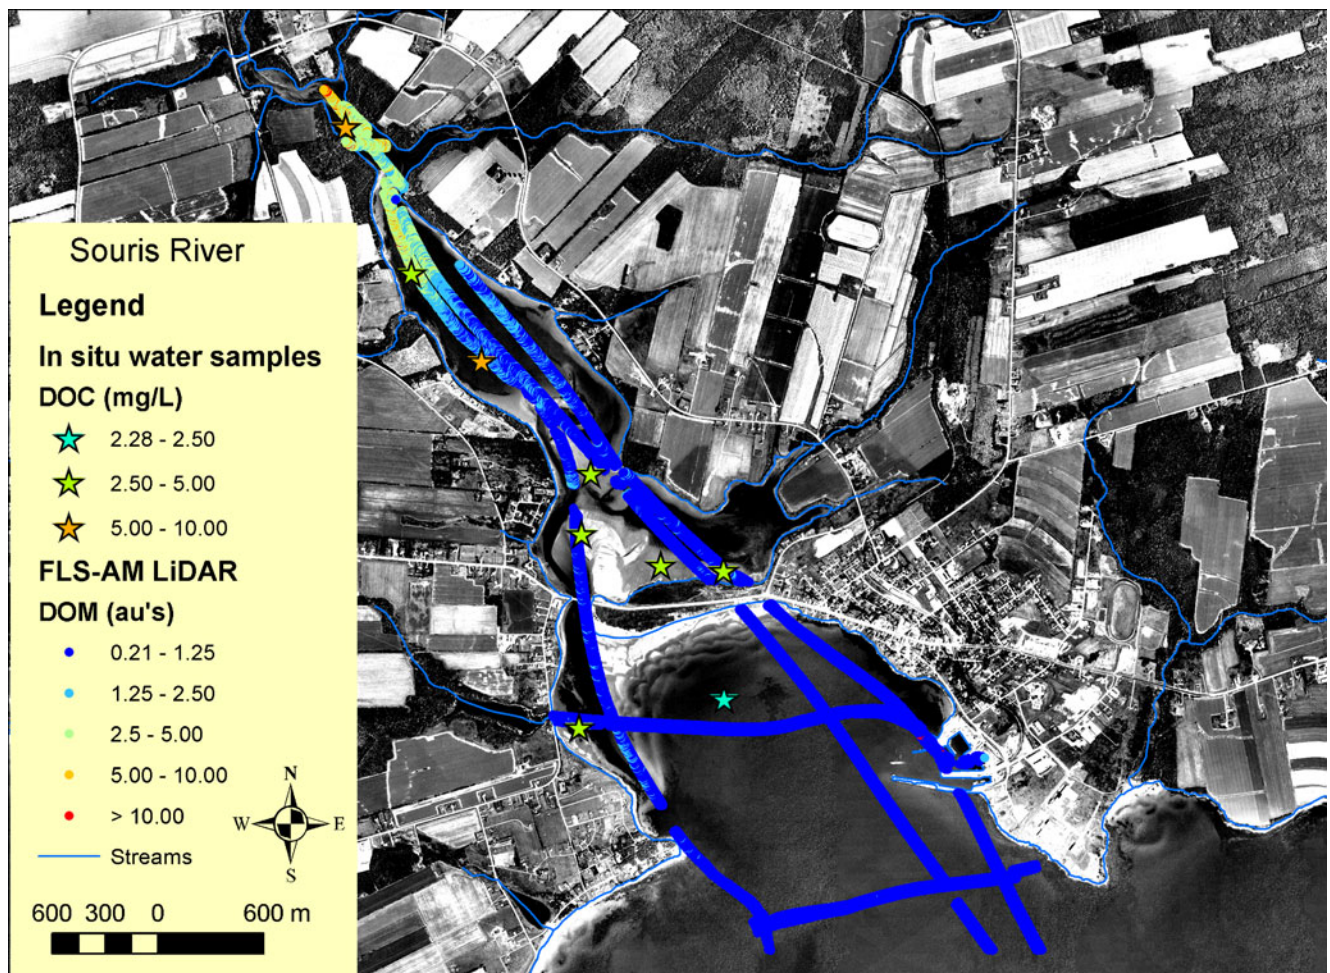 Souris River
Legend
In situ water samples
DOC (mg/L)
2.28 - 2.50
2.50 - 5.00
5.00 - 10.00
FLS-AM LiDAR
DOM (au's)
0.21 - 1.25
1.25 - 2.50
2.5 - 5.00
5.00 - 10.00
> 10.00
Streams
N
W E
S
600 300 0 600 m